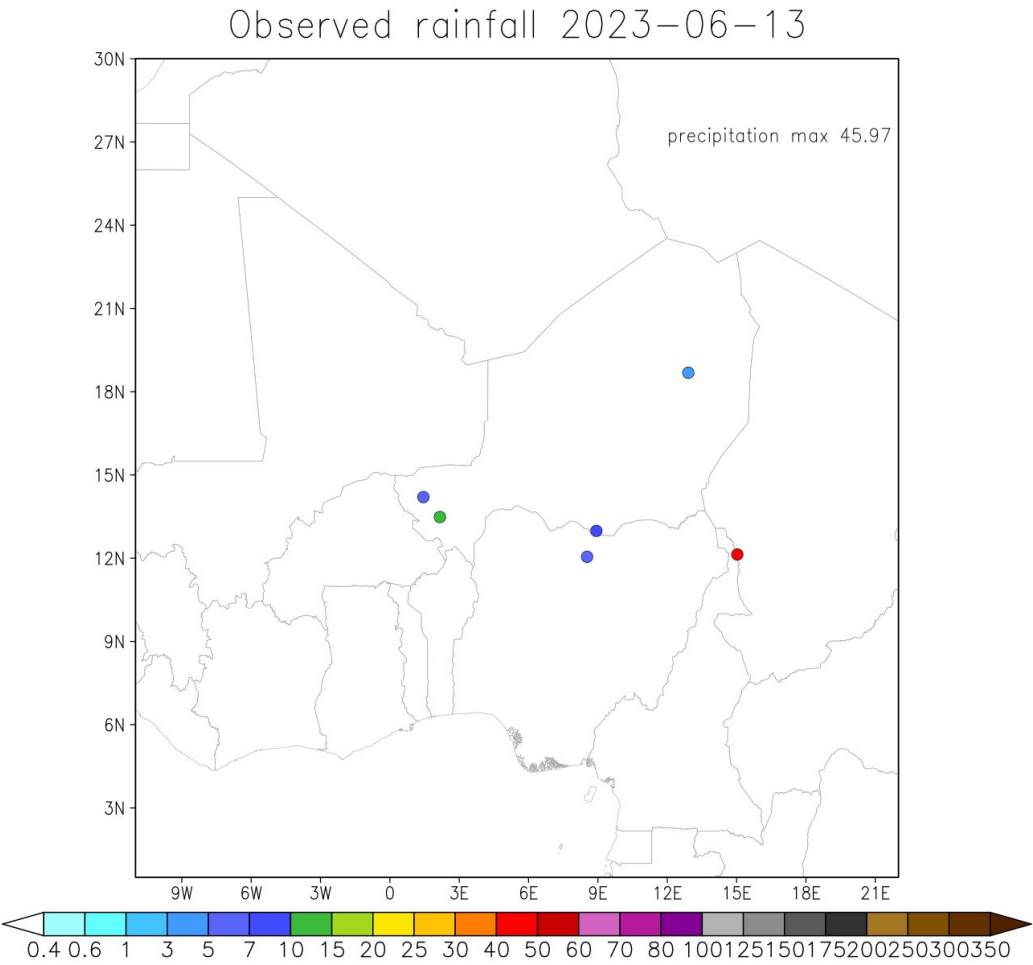 Observed rainfall 2023-06-13
precipitation max 45.97
30N
27N
24N
21N
18N
15N
12N
9N
6N
3N
9W 6W 3W 0 3E 6E 9E 12E 15E 18E 21E
0.4 0.6 1 3 5 7 10 15 20 25 30 40 50 60 70 80 100 125 150 175 200 250 300 350